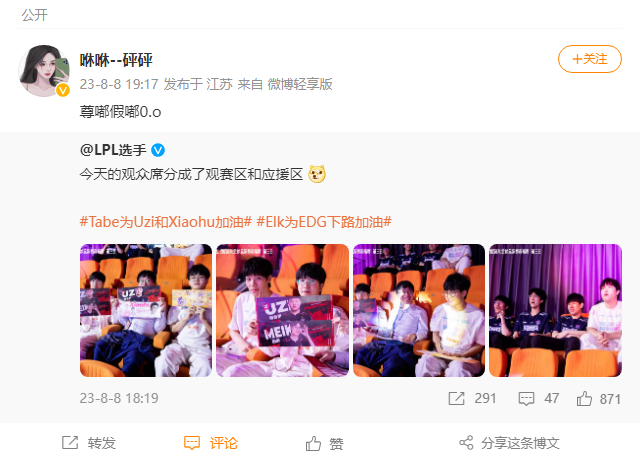 公开
咻咻--砰砰
+关注
23-8-8 19:17 发布于 江苏 来自 微博轻享版
尊嘟假嘟0.o
@LPL选手
今天的观众席分成了观赛区和应援区
#Tabe为Uzi和Xiaohu加油# #Elk为EDG下路加油#
UZI
MEIKO
23-8-8 18:19
291
47
871
转发
评论
赞
分享这条博文